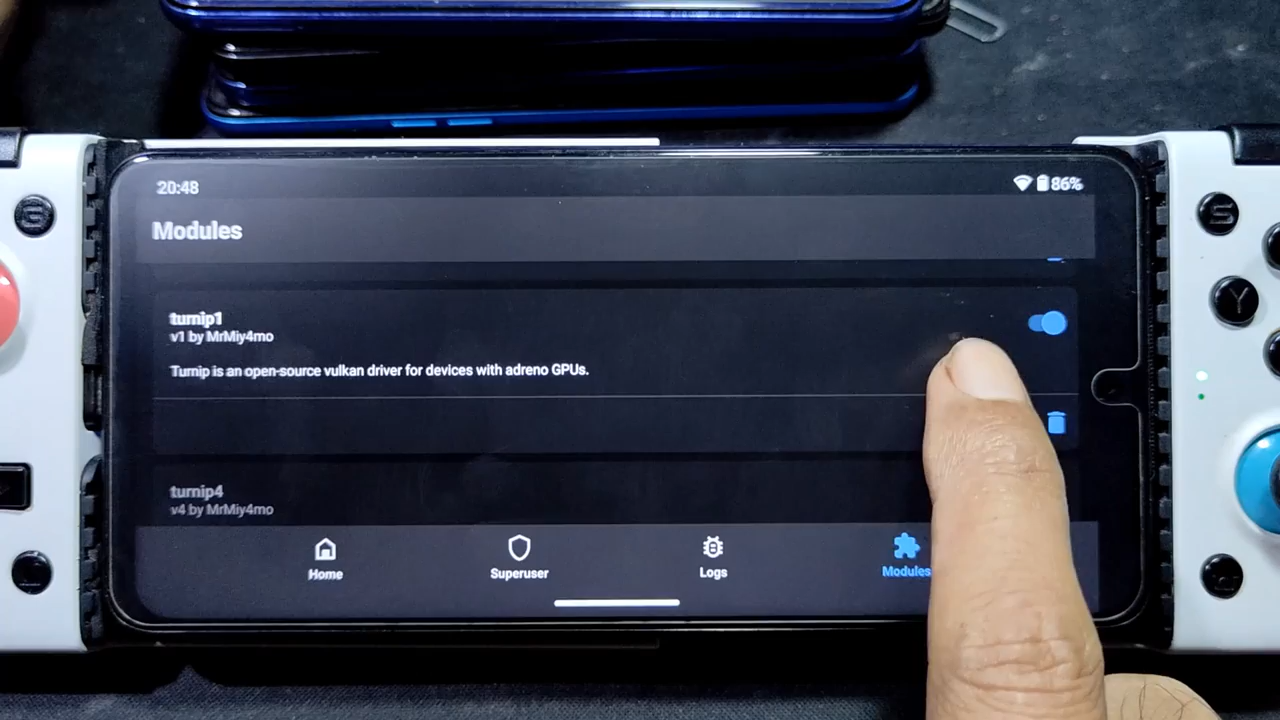 20:48
86%
Modules
turnip1
v1 by MrMiy4mo
Turnip is an open-source vulkan driver for devices with adreno GPUs.
turnip4
v4 by MrMiy4mo
Home
Superuser
Logs
Modules
S
Y